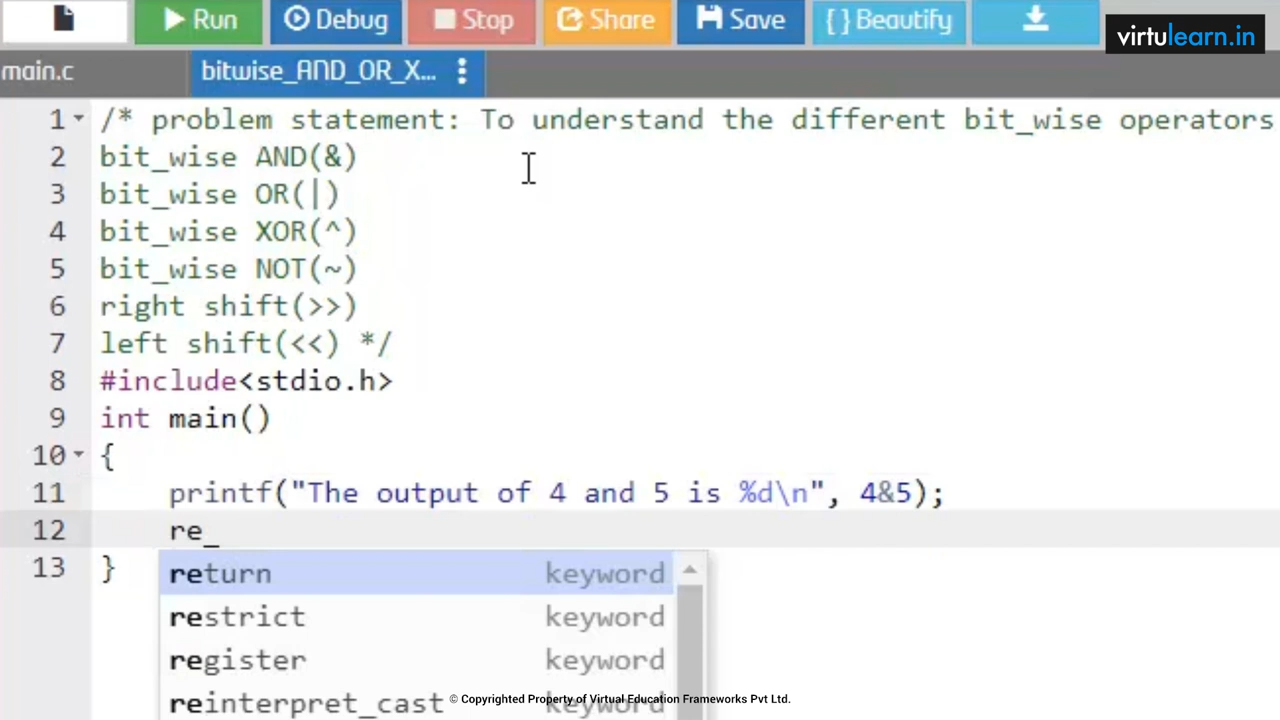 Run Debug Stop Share Save { } Beautify
virtulearn.in
main.c bitwise_AND_OR_X...
1 /* problem statement: To understand the different bit_wise operators
2 bit_wise AND(&)
3 bit_wise OR(|)
4 bit_wise XOR(^)
5 bit_wise NOT(~)
6 right shift(>>)
7 left shift(<<) */
8 #include<stdio.h>
9 int main()
10 {
11 printf("The output of 4 and 5 is %d\n", 4&5);
12 re_
13 }
return keyword
restrict keyword
register keyword
reinterpret_cast keyword
© Copyrighted Property of Virtual Education Frameworks Pvt Ltd.